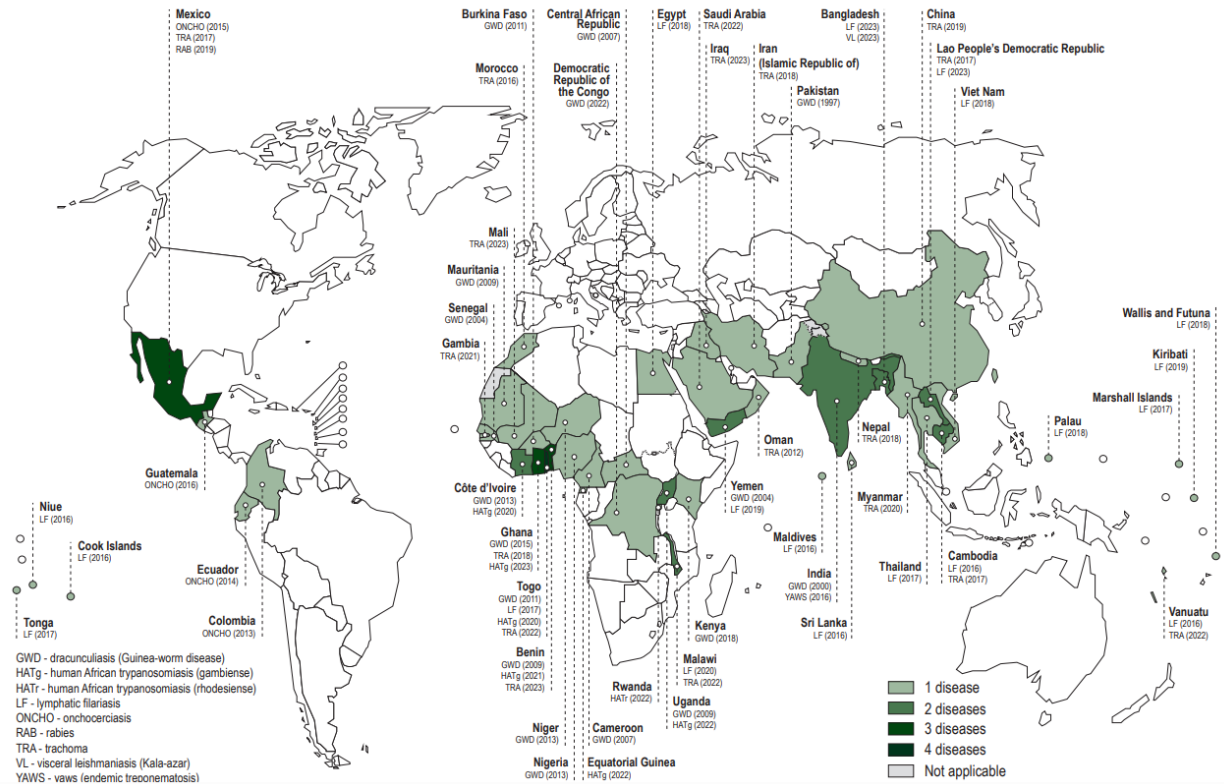 Mexico
ONCHO (2015)
TRA (2017)
RAB (2019)
Burkina Faso
GWD (2011)
Central African
Republic
GWD (2007)
Egypt
LF (2018)
Saudi Arabia
TRA (2022)
Bangladesh
LF (2023)
VL (2023)
China
TRA (2019)
Morocco
TRA (2016)
Democratic
Republic of
the Congo
GWD (2022)
Iraq
TRA (2023)
Iran
(Islamic Republic of)
TRA (2018)
Pakistan
GWD (1997)
Lao People's Democratic Republic
TRA (2017)
LF (2023)
Viet Nam
LF (2018)
Mali
TRA (2023)
Mauritania
GWD (2009)
Senegal
GWD (2004)
Gambia
TRA (2021)
Wallis and Futuna
LF (2018)
Kiribati
LF (2019)
Marshall Islands
LF (2017)
Palau
LF (2018)
Guatemala
ONCHO (2016)
Côte d'Ivoire
GWD (2013)
HATg (2020)
Ghana
GWD (2015)
TRA (2018)
HATg (2023)
Togo
GWD (2011)
LF (2017)
HATg (2020)
TRA (2022)
Benin
GWD (2009)
HATg (2021)
TRA (2023)
Niger
GWD (2013)
Nigeria
GWD (2013)
Cameroon
GWD (2007)
Equatorial Guinea
HATg (2022)
Rwanda
HATr (2022)
Uganda
GWD (2009)
HATg (2022)
Malawi
LF (2020)
TRA (2022)
Kenya
GWD (2018)
Yemen
GWD (2004)
LF (2019)
Oman
TRA (2012)
Nepal
TRA (2018)
Myanmar
TRA (2020)
Maldives
LF (2016)
India
GWD (2000)
YAWS (2016)
Sri Lanka
LF (2016)
Thailand
LF (2017)
Cambodia
LF (2016)
TRA (2017)
Vanuatu
LF (2016)
TRA (2022)
Niue
LF (2016)
Cook Islands
LF (2016)
Tonga
LF (2017)
Ecuador
ONCHO (2014)
Colombia
ONCHO (2013)
GWD - dracunculiasis (Guinea-worm disease)
HATg - human African trypanosomiasis (gambiense)
HATr - human African trypanosomiasis (rhodesiense)
LF - lymphatic filariasis
ONCHO - onchocerciasis
RAB - rabies
TRA - trachoma
VL - visceral leishmaniasis (Kala-azar)
YAWS - yaws (endemic treponematosis)
1 disease
2 diseases
3 diseases
4 diseases
Not applicable